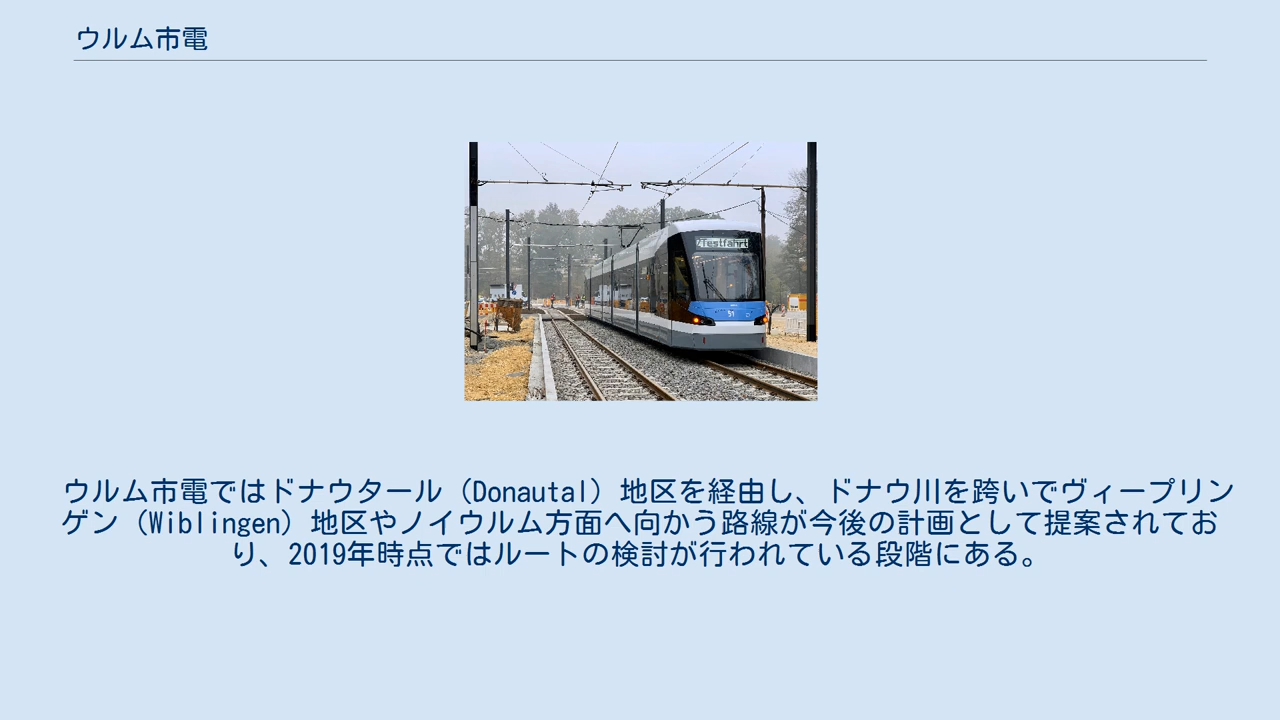 ウルム市電
Testfahrt
51
ウルム市電ではドナウタール（Donautal）地区を経由し、ドナウ川を跨いでヴィープリン
ゲン（Wiblingen）地区やノイウルム方面へ向かう路線が今後の計画として提案されてお
り、2019年時点ではルートの検討が行われている段階にある。